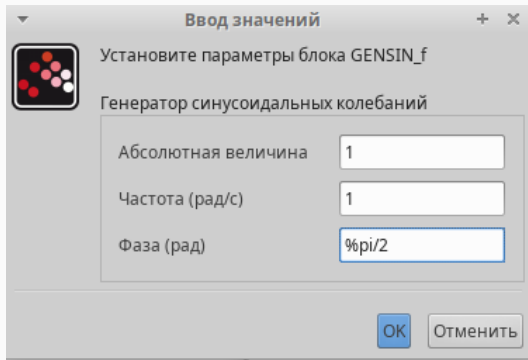 Ввод значений
Установите параметры блока GENSIN_f
Генератор синусоидальных колебаний
Абсолютная величина 1
Частота (рад/с) 1
Фаза (рад) %pi/2
OK Отменить